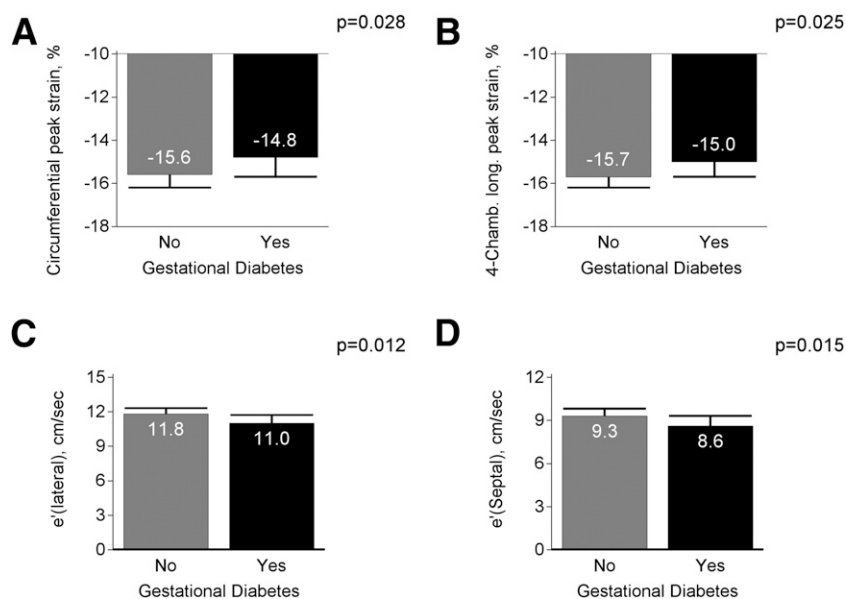 A
p=0.028
Circumferential peak strain, %
-10
-12
-14
-16
-18
-15.6
-14.8
No
Yes
Gestational Diabetes
B
p=0.025
4-Chamb. long. peak strain, %
-10
-12
-14
-16
-18
-15.7
-15.0
No
Yes
Gestational Diabetes
C
p=0.012
e'(lateral), cm/sec
15
12
9
6
3
0
11.8
11.0
No
Yes
Gestational Diabetes
D
p=0.015
e'(Septal), cm/sec
12
9
6
3
0
9.3
8.6
No
Yes
Gestational Diabetes